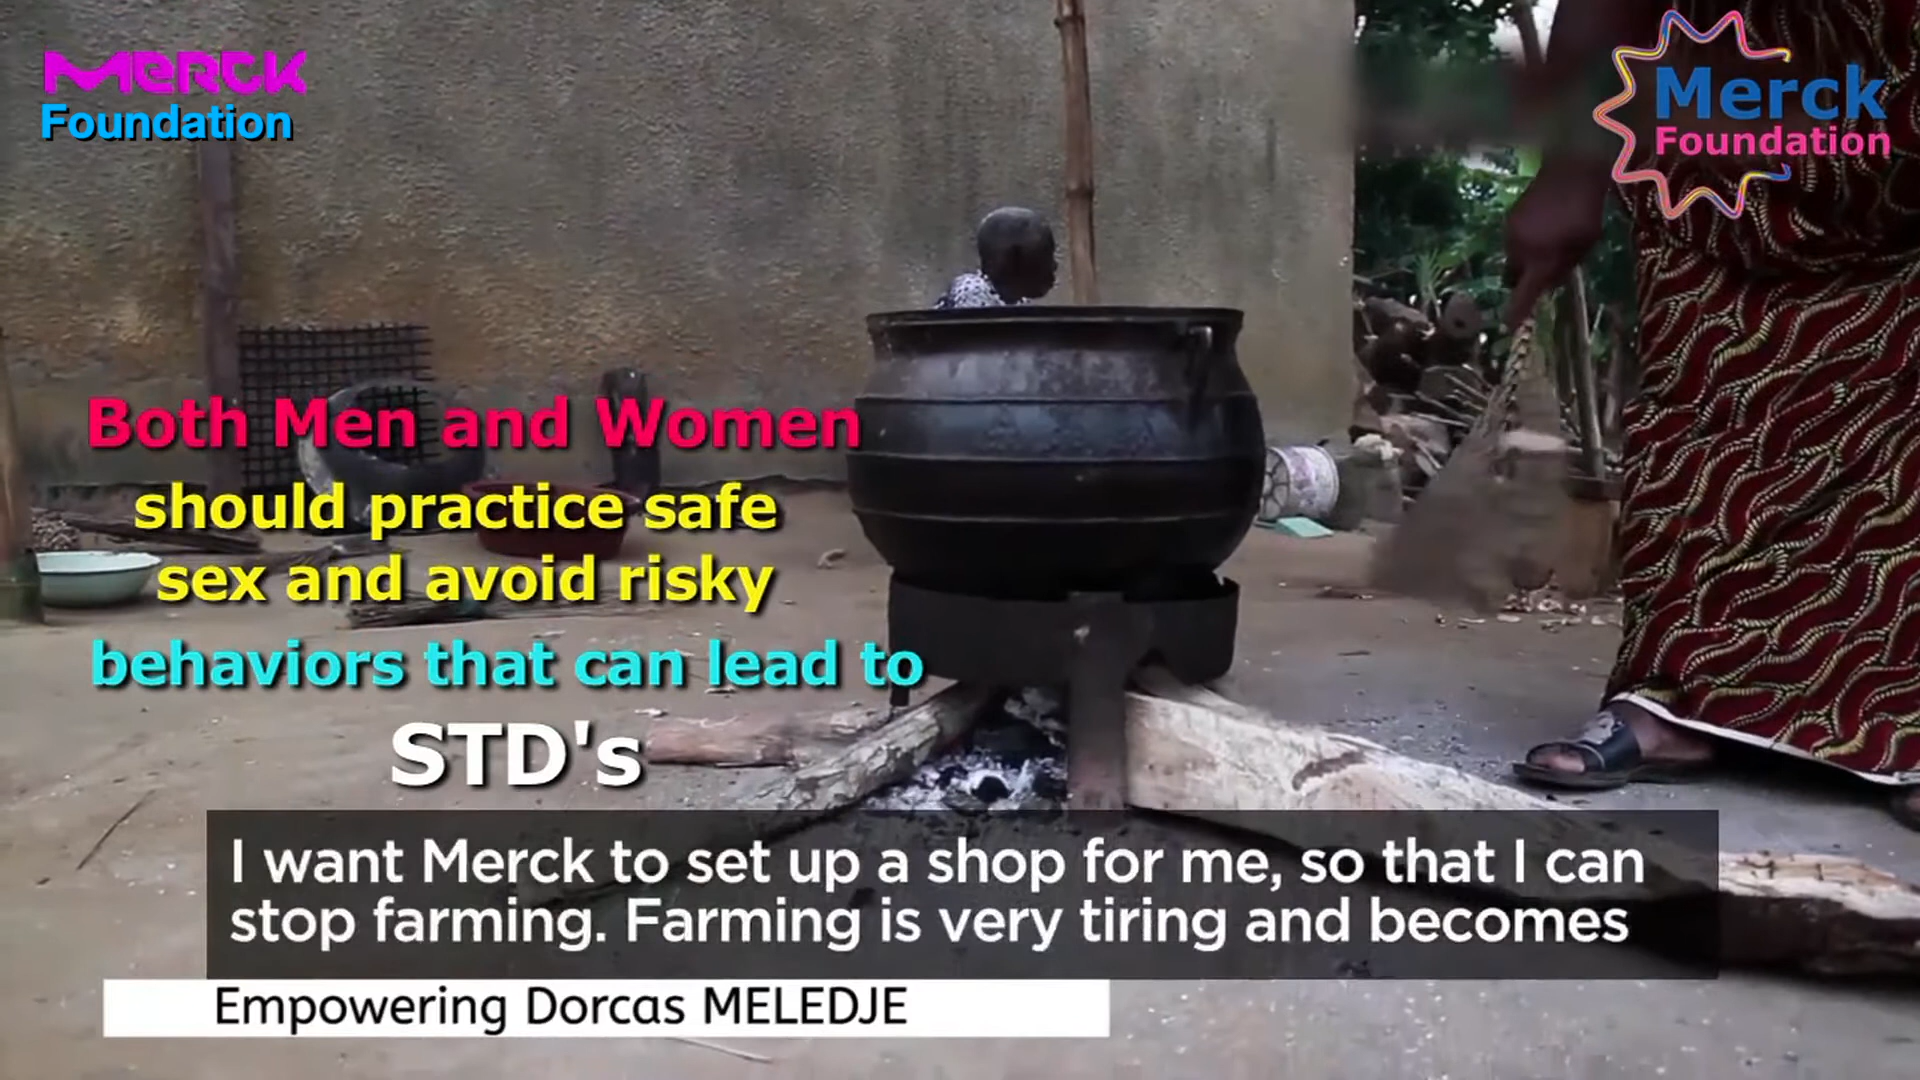 Merck
Foundation
Merck
Foundation
Both Men and Women
should practice safe
sex and avoid risky
behaviors that can lead to
STD's
I want Merck to set up a shop for me, so that I can
stop farming. Farming is very tiring and becomes
Empowering Dorcas MELEDJE